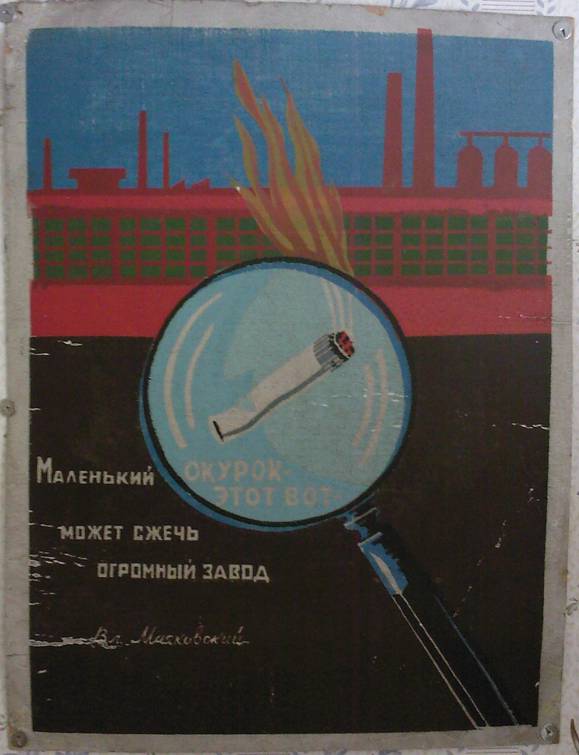 Маленький окурок-
этот вот-
может сжечь
огромный завод
Вл. Маяковский